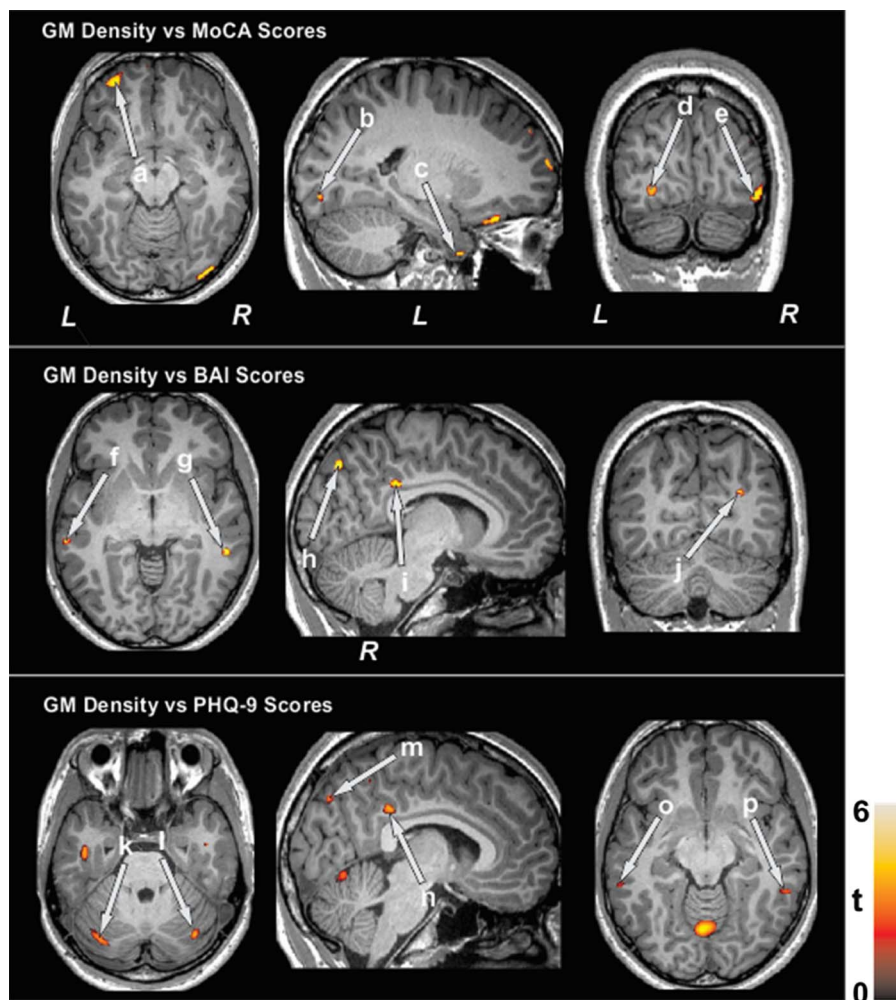 GM Density vs MoCA Scores
a
b
c
d
e
L
R
L
L
R
GM Density vs BAI Scores
f
g
h
i
j
R
GM Density vs PHQ-9 Scores
k
l
m
n
o
p
6
t
0